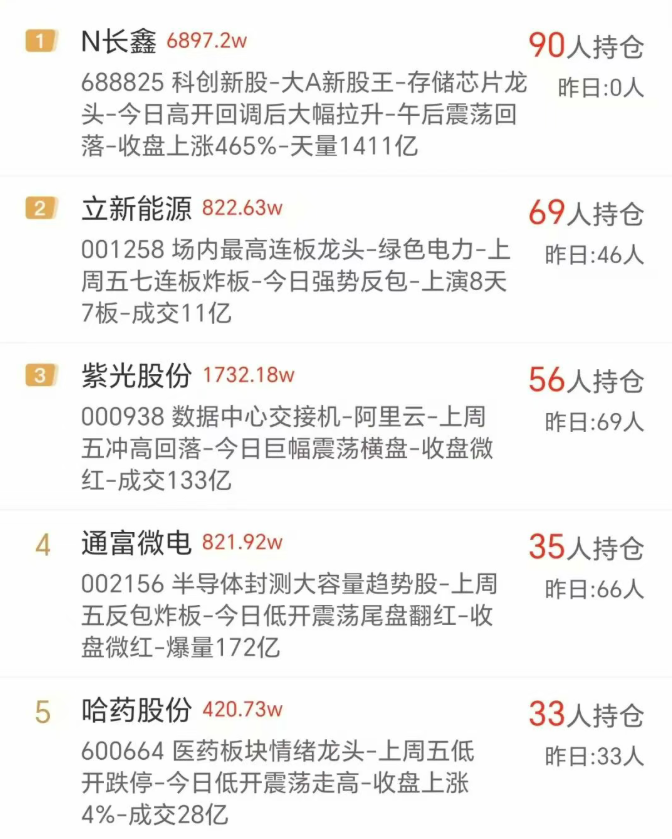 1 N长鑫 6897.2w 90人持仓
688825 科创新股-大A新股王-存储芯片龙 昨日:0人
头-今日高开回调后大幅拉升-午后震荡回
落-收盘上涨465%-天量1411亿
2 立新能源 822.63w 69人持仓
001258 场内最高连板龙头-绿色电力-上 昨日:46人
周五七连板炸板-今日强势反包-上演8天
7板-成交11亿
3 紫光股份 1732.18w 56人持仓
000938 数据中心交接机-阿里云-上周 昨日:69人
五冲高回落-今日巨幅震荡横盘-收盘微
红-成交133亿
4 通富微电 821.92w 35人持仓
002156 半导体封测大容量趋势股-上周 昨日:66人
五反包炸板-今日低开震荡尾盘翻红-收
盘微红-爆量172亿
5 哈药股份 420.73w 33人持仓
600664 医药板块情绪龙头-上周五低 昨日:33人
开跌停-今日低开震荡走高-收盘上涨
4%-成交28亿